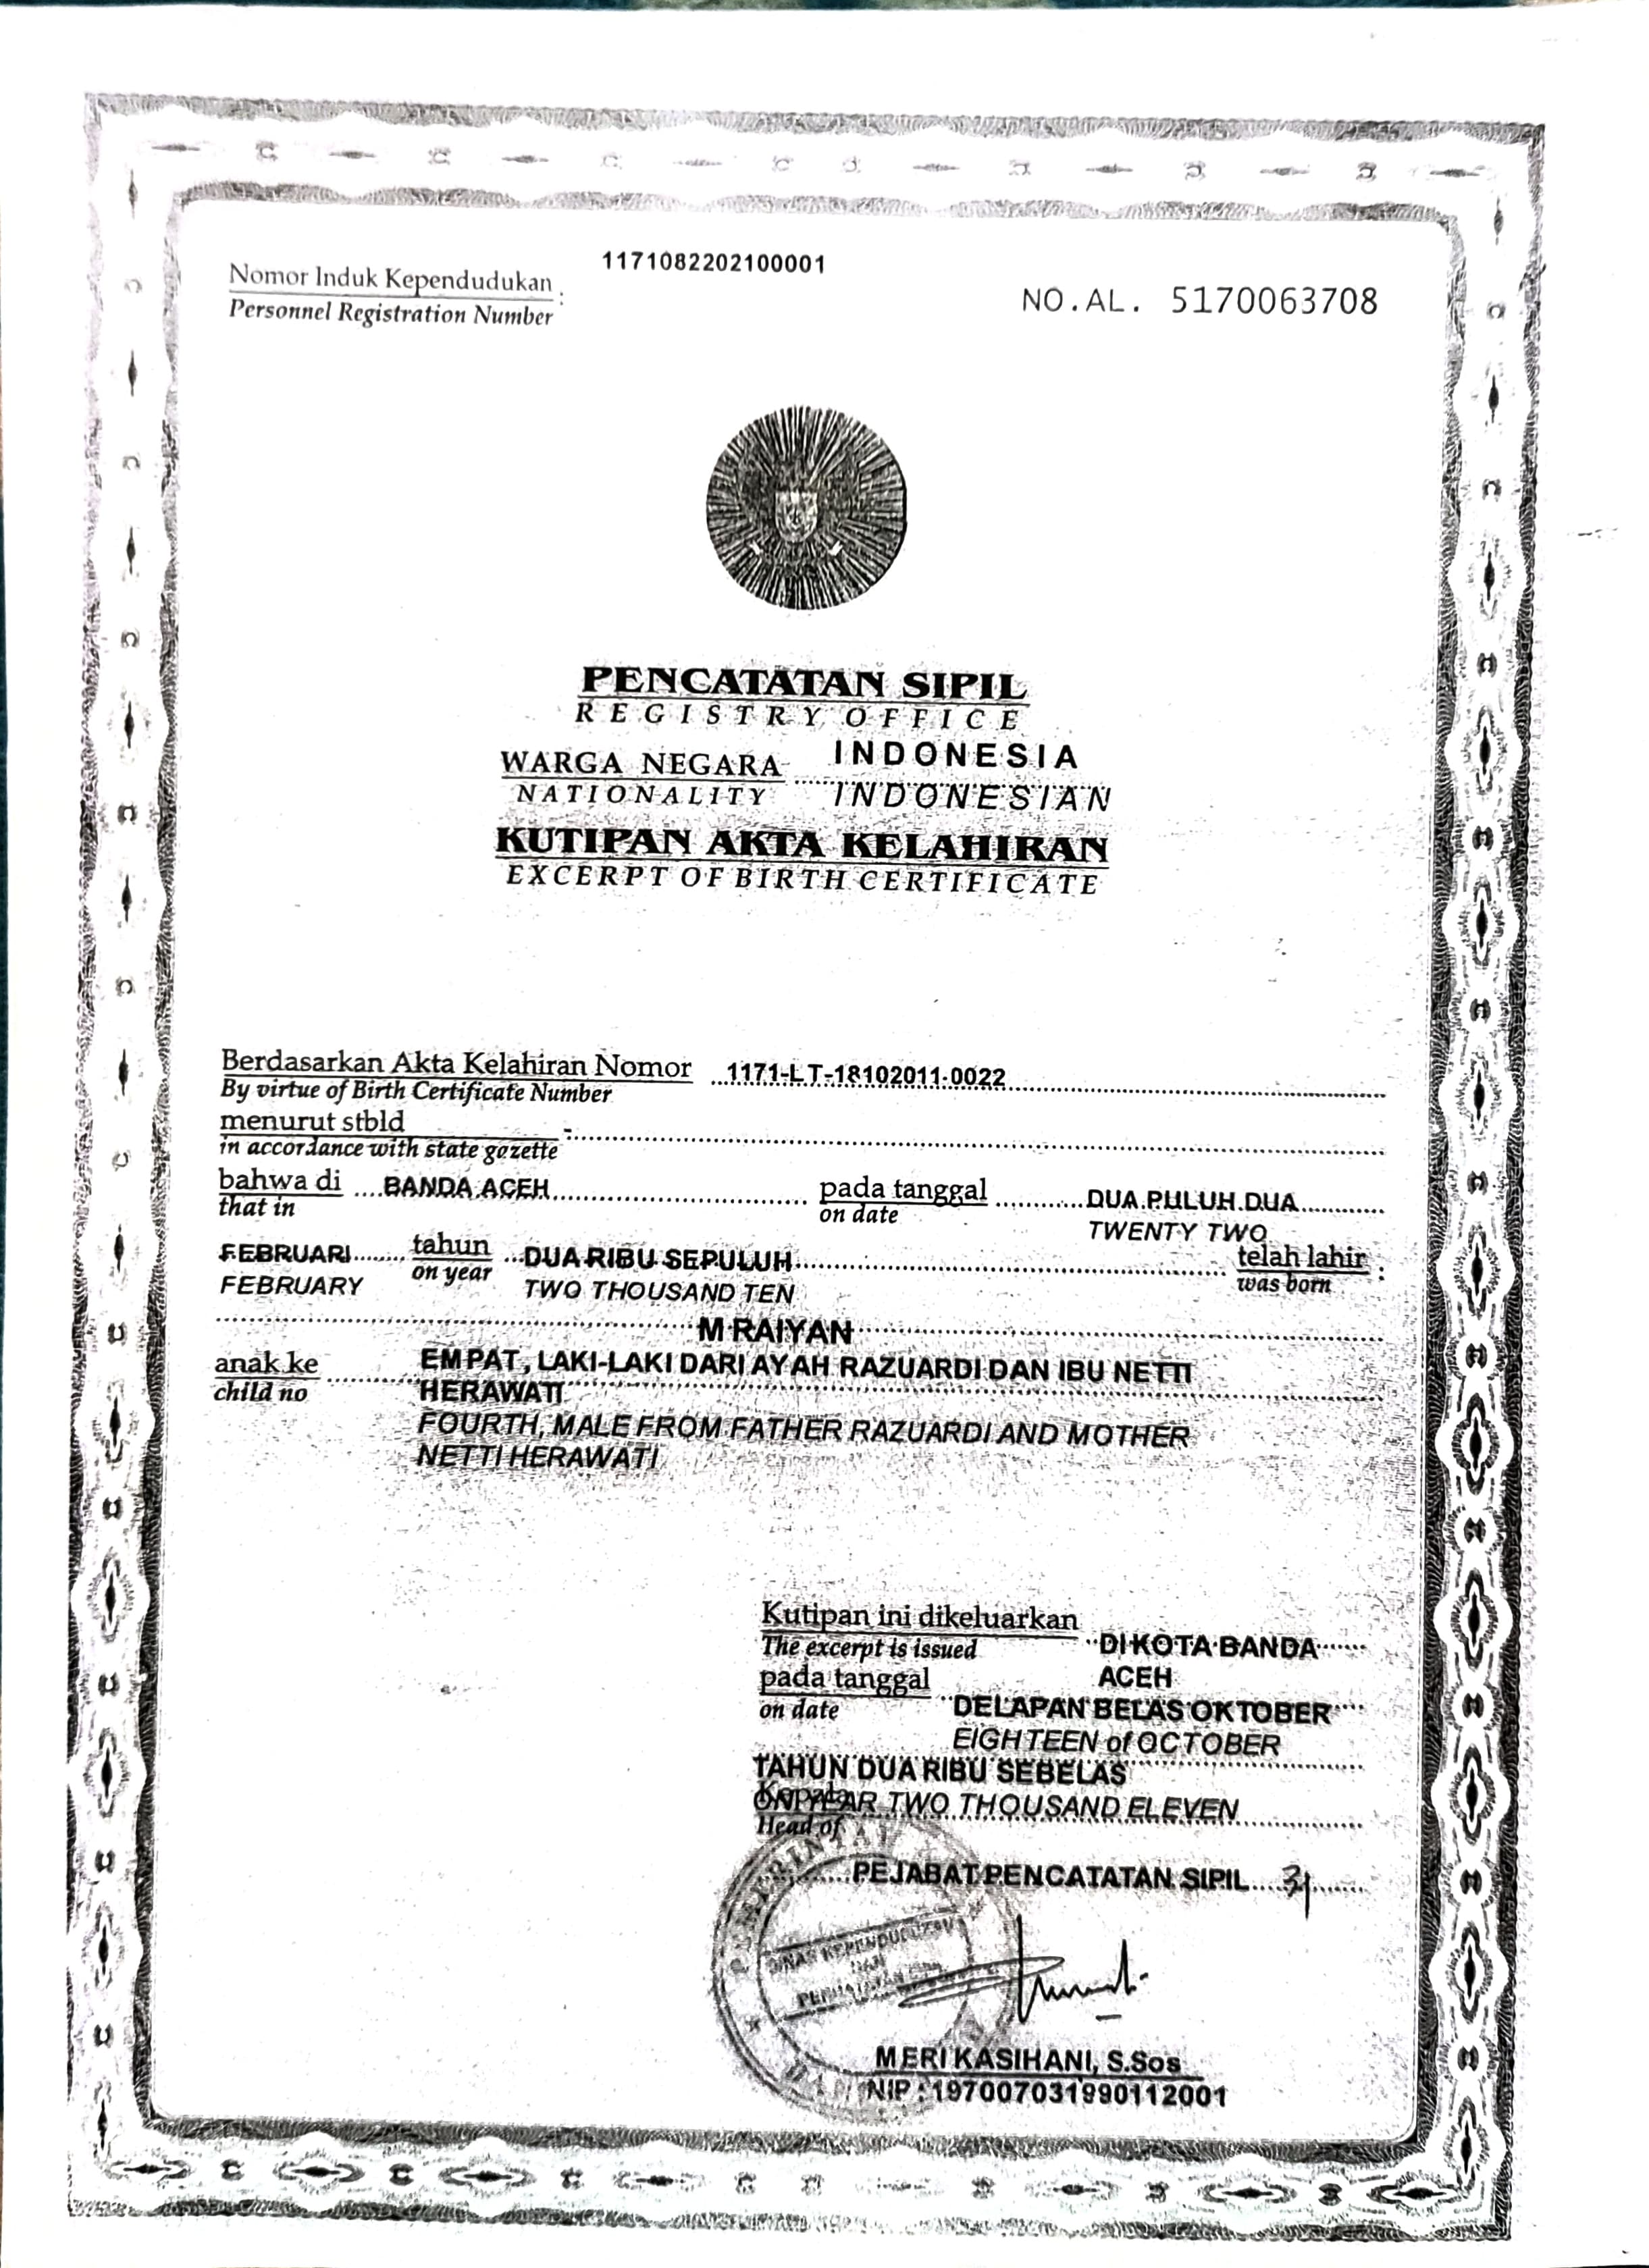 1171082202100001
Nomor Induk Kependudukan :
Personnel Registration Number
NO.AL. 5170063708
PENCATATAN SIPIL
REGISTRY OFFICE
WARGA NEGARA INDONESIA
NATIONALITY INDONESIAN
KUTIPAN AKTA KELAHIRAN
EXCERPT OF BIRTH CERTIFICATE
Berdasarkan Akta Kelahiran Nomor 1171-LT-18102011-0022
By virtue of Birth Certificate Number
menurut stbld -
in accordance with state gazette
bahwa di BANDA ACEH pada tanggal DUA PULUH DUA
that in on date TWENTY TWO
FEBRUARI tahun DUA RIBU SEPULUH telah lahir :
FEBRUARY on year TWO THOUSAND TEN was born
M RAIYAN
anak ke EMPAT, LAKI-LAKI DARI AYAH RAZUARDI DAN IBU NETTI
child no HERAWATI
FOURTH, MALE FROM FATHER RAZUARDI AND MOTHER
NETTI HERAWATI
Kutipan ini dikeluarkan DI KOTA BANDA
The excerpt is issued
pada tanggal ACEH
on date DELAPAN BELAS OKTOBER
EIGHTEEN of OCTOBER
TAHUN DUA RIBU SEBELAS
Kepala
ON YEAR TWO THOUSAND ELEVEN
Head of
PEJABAT PENCATATAN SIPIL
DINAS KEPENDUDUKAN
DAN
MERI KASIHANI, S.Sos
NIP : 197007031990112001